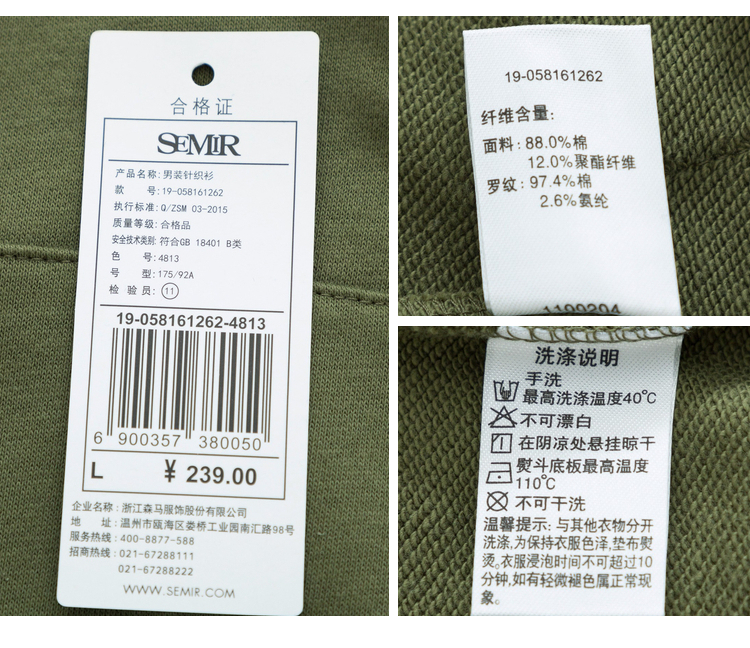 合格证
SEMIR
产品名称:男装针织衫
款 号:19-058161262
执行标准:Q/ZSM 03-2015
质量等级:合格品
安全技术类别:符合GB 18401 B类
色 号:4813
号 型:175/92A
检 验 员:11
19-058161262-4813
6 900357 380050
L ¥ 239.00
企业名称:浙江森马服饰股份有限公司
地 址:温州市瓯海区娄桥工业园南汇路98号
服务热线:400-8877-588
招商热线:021-67288111
021-67288222
WWW.SEMIR.COM
19-058161262
纤维含量:
面料:88.0%棉
12.0%聚酯纤维
罗纹:97.4%棉
2.6%氨纶
1100204
洗涤说明
手洗
最高洗涤温度40℃
不可漂白
在阴凉处悬挂晾干
熨斗底板最高温度
110℃
不可干洗
温馨提示:与其他衣物分开
洗涤,为保持衣服色泽,垫布熨
烫。衣服浸泡时间不可超过10
分钟,如有轻微褪色属正常现
象。